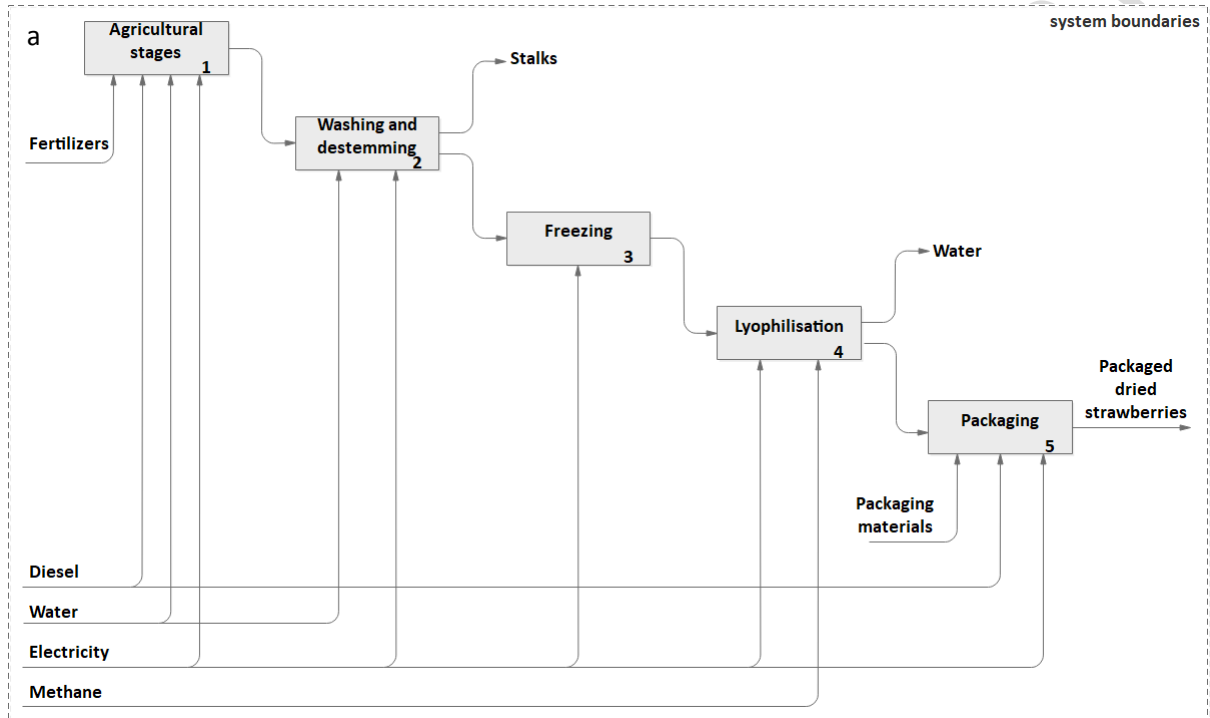 system boundaries
a
Agricultural
stages
1
Stalks
Fertilizers
Washing and
destemming
2
Freezing
3
Water
Lyophilisation
4
Packaged
dried
strawberries
Packaging
5
Packaging
materials
Diesel
Water
Electricity
Methane